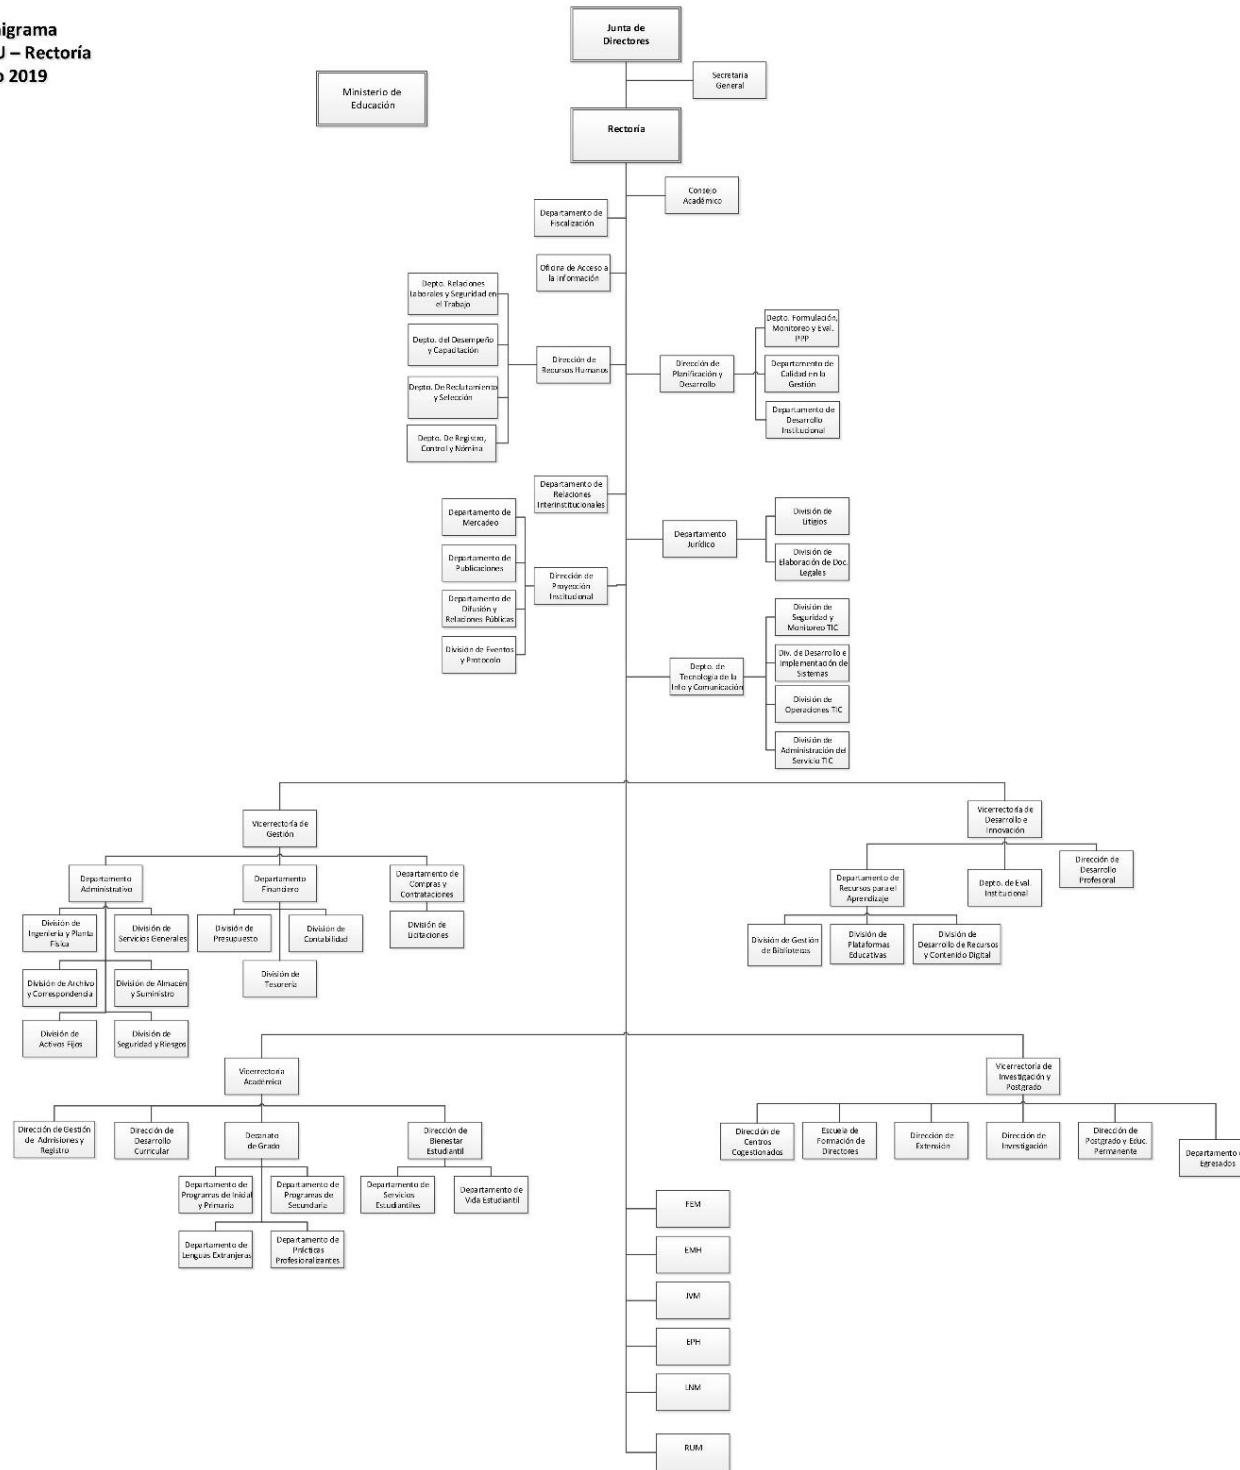 Junta de
Directores
Rectoría
2019
Secretaria
General
Ministerio de
Educación
Rectoría
Consejo
Académico
Departamento de
Fiscalización
Oficina de Acceso a
la Información
Depto. Relaciones
Laborales y Seguridad en
el Trabajo
Depto. del Desempeño
y Capacitación
Depto. De Reclutamiento
y Selección
Depto. De Registro,
Control y Nómina
Dirección de
Recursos Humanos
Dirección de
Planificación y
Desarrollo
Depto. Formulación,
Monitoreo y Eval.
PPP
Departamento de
Calidad en la
Gestión
Departamento de
Desarrollo
Institucional
Departamento de
Relaciones
Interinstitucionales
Departamento de
Mercadeo
Departamento de
Publicaciones
Departamento de
Difusión y
Relaciones Públicas
División de Eventos
y Protocolo
Dirección de
Proyección
Institucional
Departamento
Jurídico
División de
Litigios
División de
Elaboración de Doc.
Legales
Depto. de
Tecnología de la
Info y Comunicación
División de
Seguridad y
Monitoreo TIC
Div. de Desarrollo e
Implementación de
Sistemas
División de
Operaciones TIC
División de
Administración del
Servicio TIC
Vicerrectoría de
Gestión
Departamento
Administrativo
Departamento
Financiero
Departamento de
Compras y
Contrataciones
División de
Ingeniería y Planta
Física
División de
Servicios Generales
División de
Presupuesto
División de
Contabilidad
División de
Licitaciones
División de Archivo
y Correspondencia
División de Almacén
y Suministro
División de
Tesorería
División de
Activos Fijos
División de
Seguridad y Riesgos
Vicerrectoría de
Desarrollo e
Innovación
Departamento de
Recursos para el
Aprendizaje
Depto. de Eval.
Institucional
Dirección de
Desarrollo
Profesoral
División de Gestión
de Bibliotecas
División de
Plataformas
Educativas
División de
Desarrollo de Recursos
y Contenido Digital
Vicerrectoría
Académica
Dirección de Gestión
de Admisiones y
Registro
Dirección de
Desarrollo
Curricular
Decanato
de Grado
Dirección de
Bienestar
Estudiantil
Departamento de
Programas de Inicial
y Primaria
Departamento de
Programas de
Secundaria
Departamento de
Servicios
Estudiantiles
Departamento de
Vida Estudiantil
Departamento de
Lenguas Extranjeras
Departamento de
Prácticas
Profesionalizantes
Vicerrectoría de
Investigación y
Postgrado
Dirección de
Centros
Cogestionados
Escuela de
Formación de
Directores
Dirección de
Extensión
Dirección de
Investigación
Dirección de
Postgrado y Educ.
Permanente
Departamento
Egresados
FEM
EMH
JVM
EPH
LNM
RUM